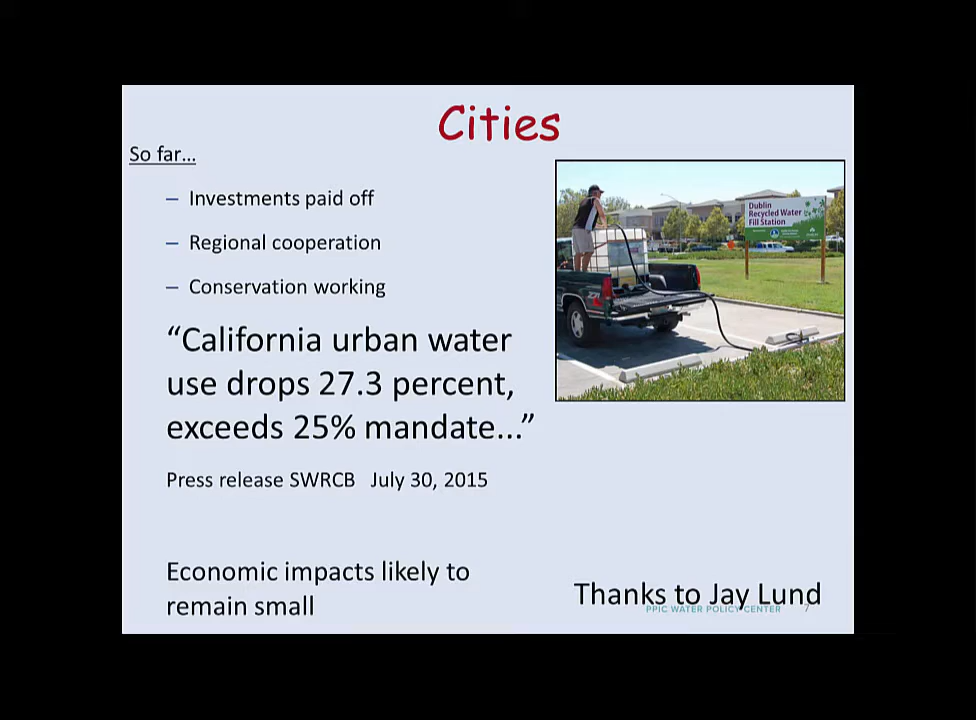 Cities
So far...
– Investments paid off
– Regional cooperation
– Conservation working
“California urban water
use drops 27.3 percent,
exceeds 25% mandate...”
Press release SWRCB July 30, 2015
Economic impacts likely to
remain small
Dublin
Recycled Water
Fill Station
Thanks to Jay Lund
PPIC WATER POLICY CENTER 7